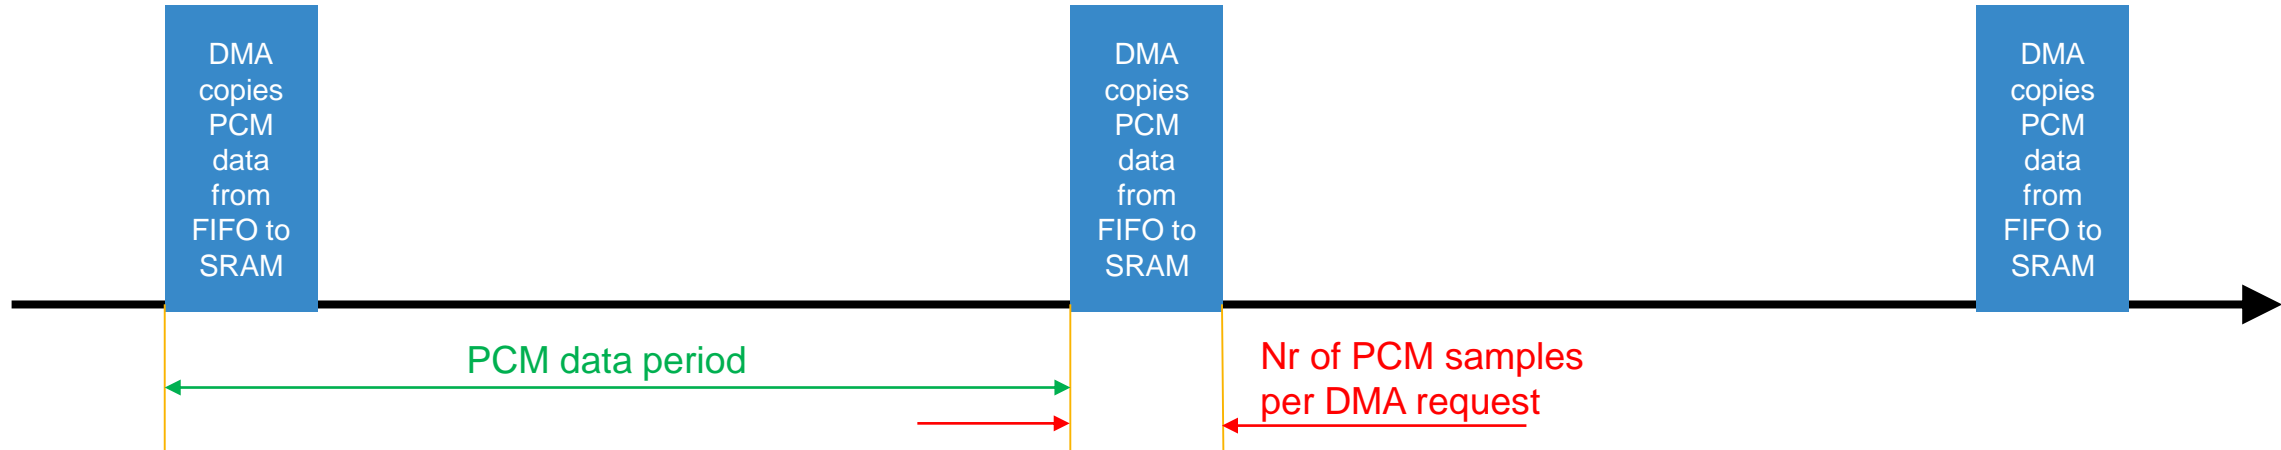 DMA
copies
PCM
data
from
FIFO to
SRAM
DMA
copies
PCM
data
from
FIFO to
SRAM
DMA
copies
PCM
data
from
FIFO to
SRAM
PCM data period
Nr of PCM samples
per DMA request